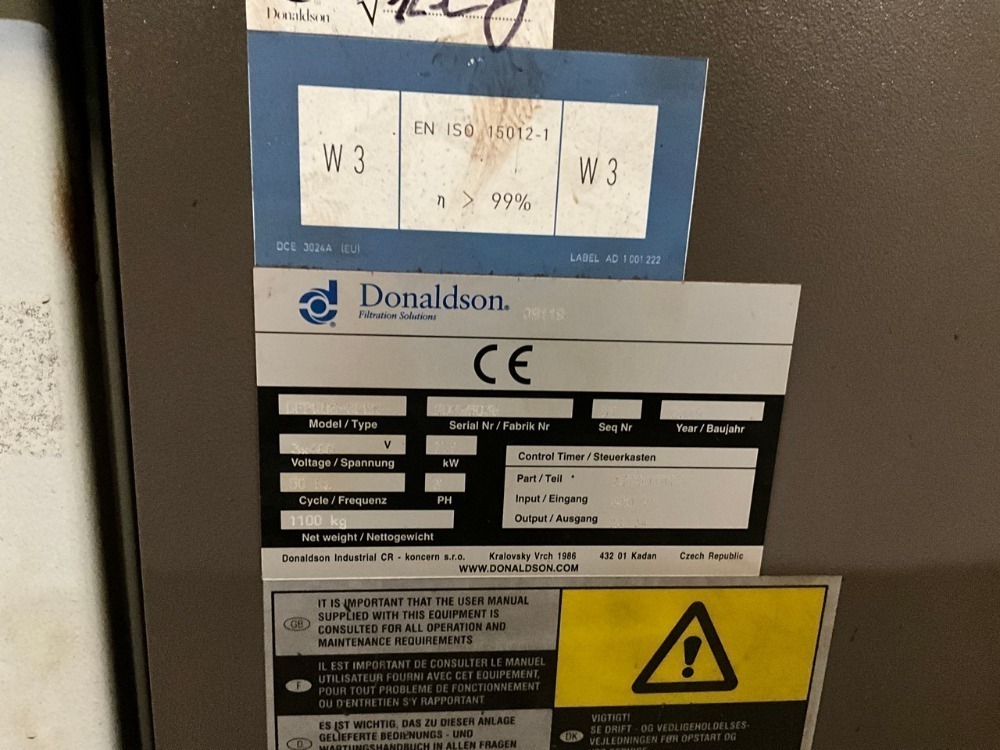 Donaldson
EN ISO 15012-1
W 3
W 3
η > 99%
DCE 3024A (EU)
LABEL AD 1 001 222
Donaldson®
Filtration Solutions
CE
Model / Type
Serial Nr / Fabrik Nr
Seq Nr
Year / Baujahr
V
Voltage / Spannung
kW
Control Timer / Steuerkasten
Part / Teil
Cycle / Frequenz
PH
Input / Eingang
Output / Ausgang
1100 kg
Net weight / Nettogewicht
Donaldson Industrial CR - koncern s.r.o. Kralovsky Vrch 1986 432 01 Kadan Czech Republic
WWW.DONALDSON.COM
GB
IT IS IMPORTANT THAT THE USER MANUAL
SUPPLIED WITH THIS EQUIPMENT IS
CONSULTED FOR ALL OPERATION AND
MAINTENANCE REQUIREMENTS
F
IL EST IMPORTANT DE CONSULTER LE MANUEL
UTILISATEUR FOURNI AVEC CET EQUIPEMENT,
POUR TOUT PROBLEME DE FONCTIONNEMENT
OU D'ENTRETIEN S'Y RAPPORTANT
D
ES IST WICHTIG, DAS ZU DIESER ANLAGE
GELIEFERTE BEDIENUNGS - UND
WARTUNGSHANDBUCH IN ALLEN FRAGEN
DK
VIGTIGT!
SE DRIFT - OG VEDLIGEHOLDELSES-
VEJLEDNINGEN FØR OPSTART OG